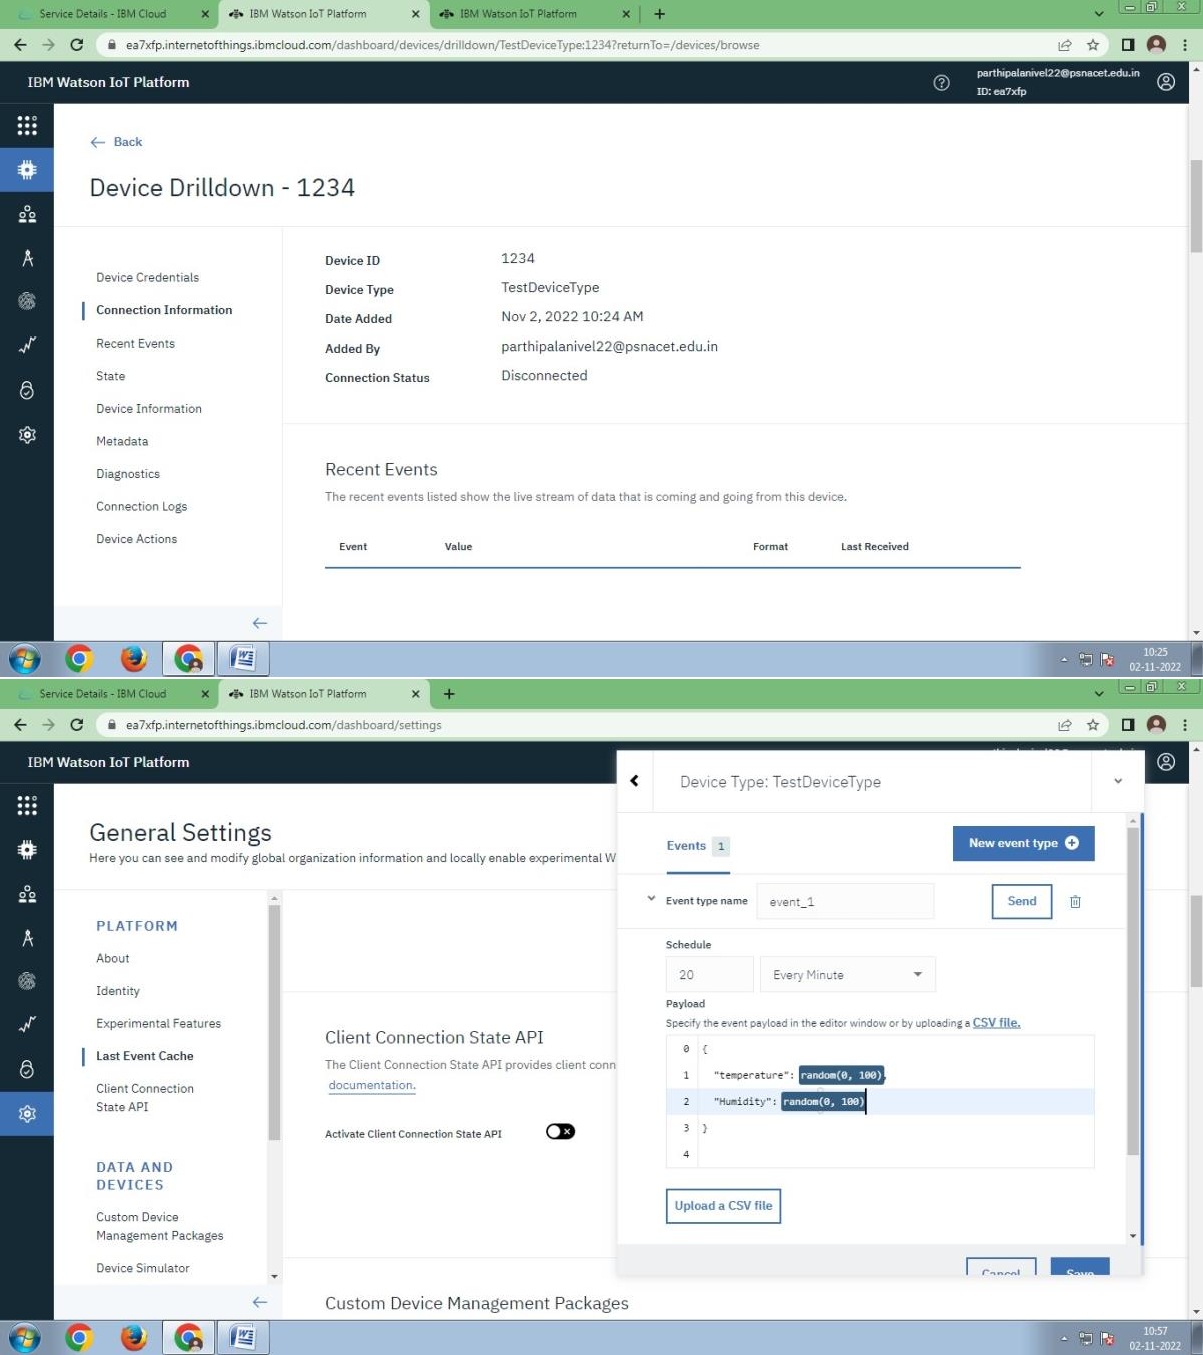 Service Details - IBM Cloud
IBM Watson IoT Platform
IBM Watson IoT Platform
ea7xfp.internetofthings.ibmcloud.com/dashboard/devices/drilldown/TestDeviceType:1234?returnTo=/devices/browse
IBM Watson IoT Platform
parthipalanivel22@psnacet.edu.in
ID: ea7xfp
Back
Device Drilldown - 1234
Device Credentials
Connection Information
Recent Events
State
Device Information
Metadata
Diagnostics
Connection Logs
Device Actions
Device ID 1234
Device Type TestDeviceType
Date Added Nov 2, 2022 10:24 AM
Added By parthipalanivel22@psnacet.edu.in
Connection Status Disconnected
Recent Events
The recent events listed show the live stream of data that is coming and going from this device.
Event Value Format Last Received
10:25
02-11-2022
Service Details - IBM Cloud
IBM Watson IoT Platform
ea7xfp.internetofthings.ibmcloud.com/dashboard/settings
IBM Watson IoT Platform
General Settings
Here you can see and modify global organization information and locally enable experimental W
PLATFORM
About
Identity
Experimental Features
Last Event Cache
Client Connection
State API
DATA AND
DEVICES
Custom Device
Management Packages
Device Simulator
Client Connection State API
The Client Connection State API provides client conn
documentation.
Activate Client Connection State API
Custom Device Management Packages
Device Type: TestDeviceType
Events 1
New event type
Event type name event_1 Send
Schedule
20 Every Minute
Payload
Specify the event payload in the editor window or by uploading a CSV file.
0 {
1 "temperature": random(0, 100),
2 "Humidity": random(0, 100)
3 }
4
Upload a CSV file
Cancel Save
10:57
02-11-2022